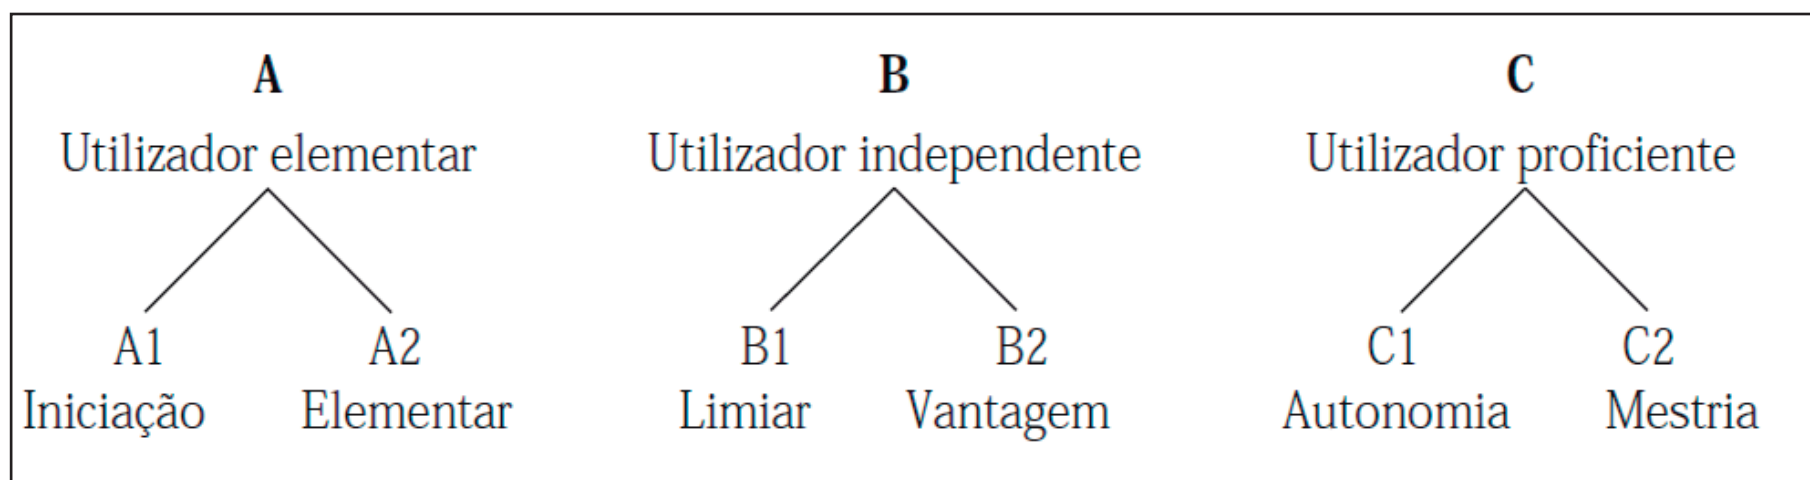 A B C
Utilizador elementar Utilizador independente Utilizador proficiente
A1 A2 B1 B2 C1 C2
Iniciação Elementar Limiar Vantagem Autonomia Mestria